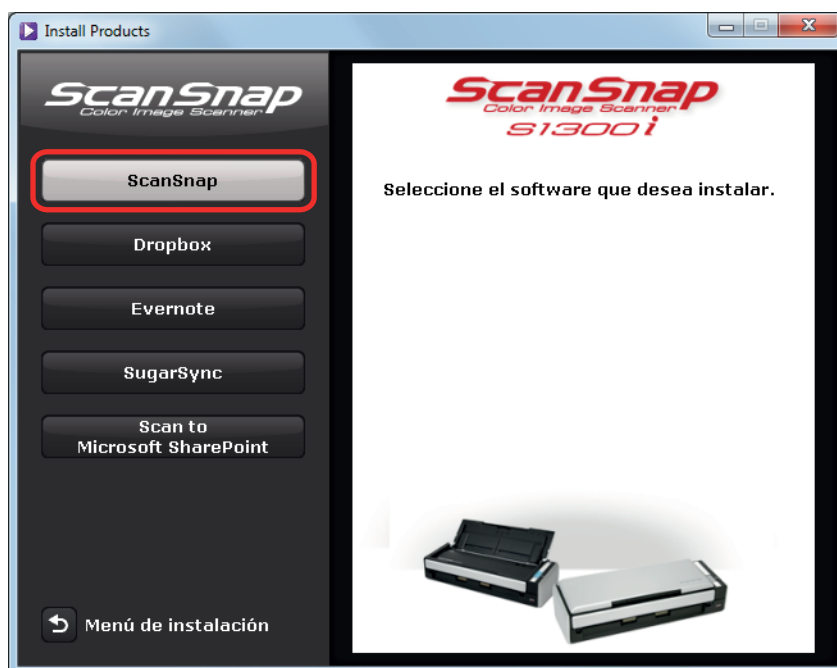 Install Products
ScanSnap
Color Image Scanner
ScanSnap
Dropbox
Evernote
SugarSync
Scan to
Microsoft SharePoint
Menú de instalación
ScanSnap
Color Image Scanner
S1300i
Seleccione el software que desea instalar.